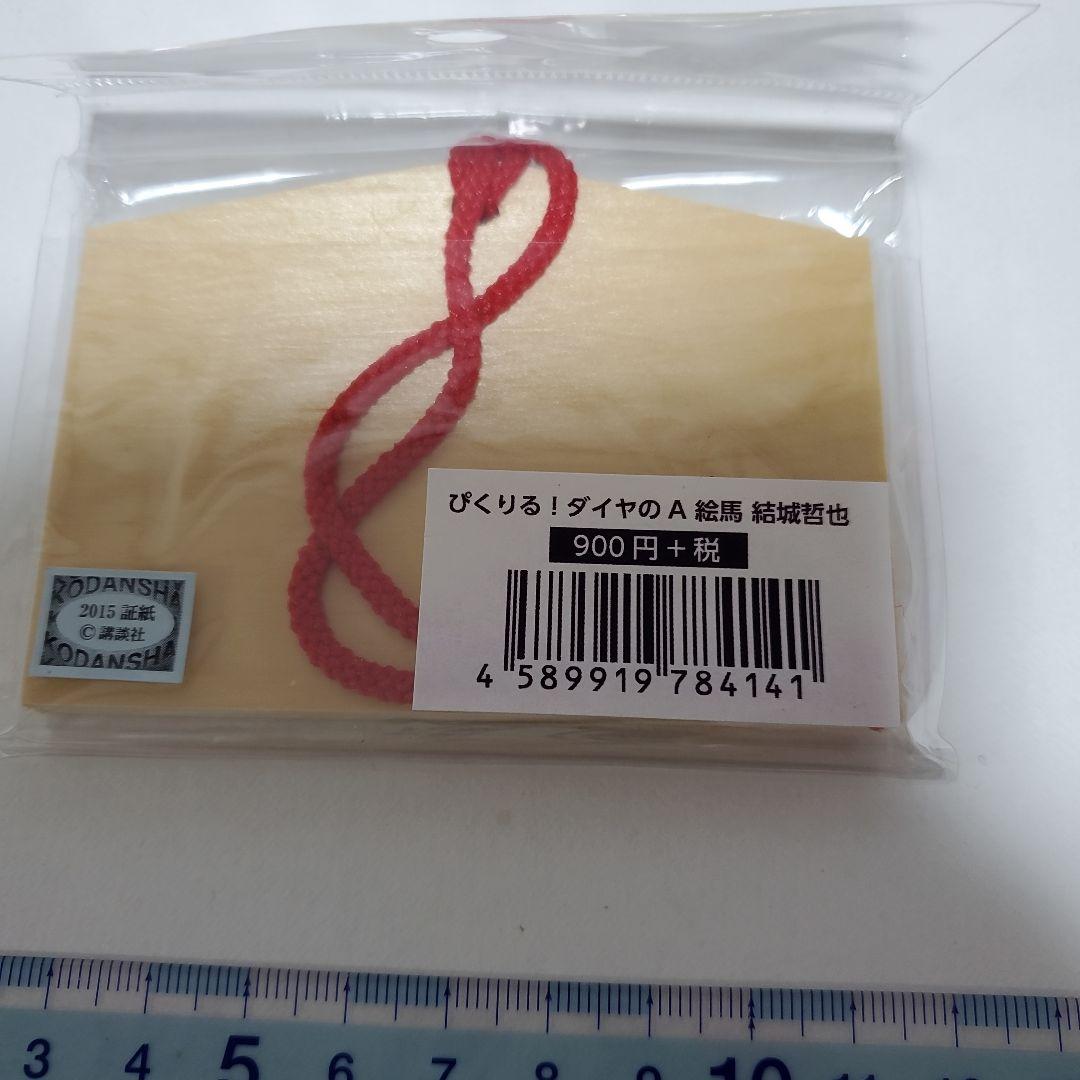 ぴくりる！ダイヤのA 絵馬 結城哲也
900円＋税
4 589919 784141
KODANSHA
2015 証紙
©講談社
KODANSHA
3 4 5 6 7 8 9 10